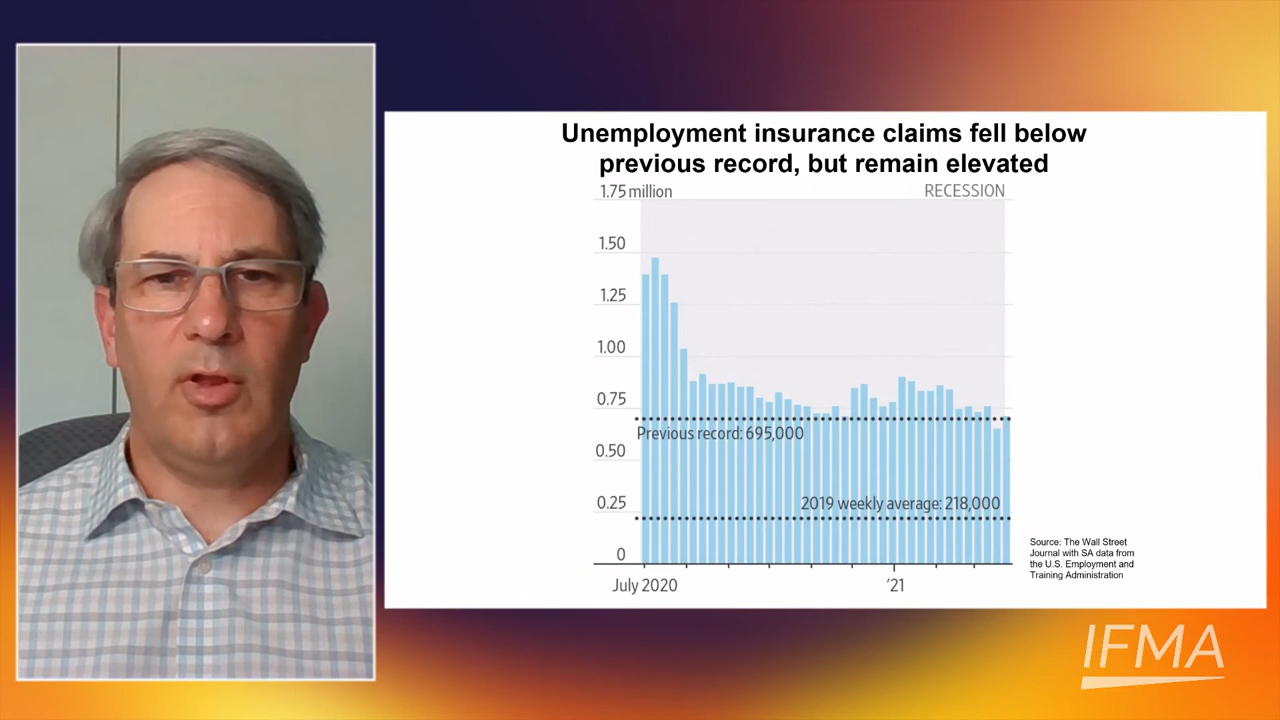 Unemployment insurance claims fell below
previous record, but remain elevated
1.75 million
RECESSION
1.50
1.25
1.00
0.75
Previous record: 695,000
0.50
2019 weekly average: 218,000
0.25
0
July 2020
'21
Source: The Wall Street
Journal with SA data from
the U.S. Employment and
Training Administration
IFMA